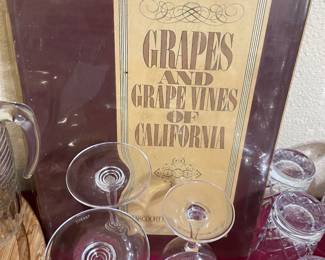 GRAPES
AND
GRAPE VINES
OF
CALIFORNIA